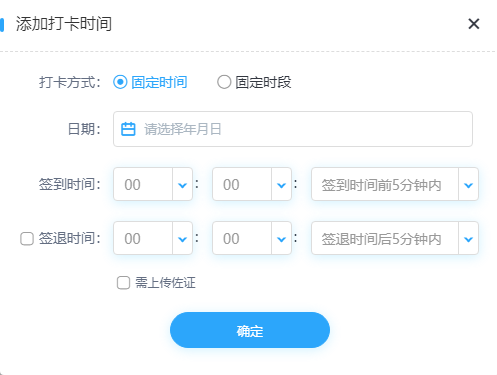 添加打卡时间
打卡方式: 固定时间 固定时段
日期: 请选择年月日
签到时间: 00 : 00 : 签到时间前5分钟内
签退时间: 00 : 00 : 签退时间后5分钟内
需上传佐证
确定